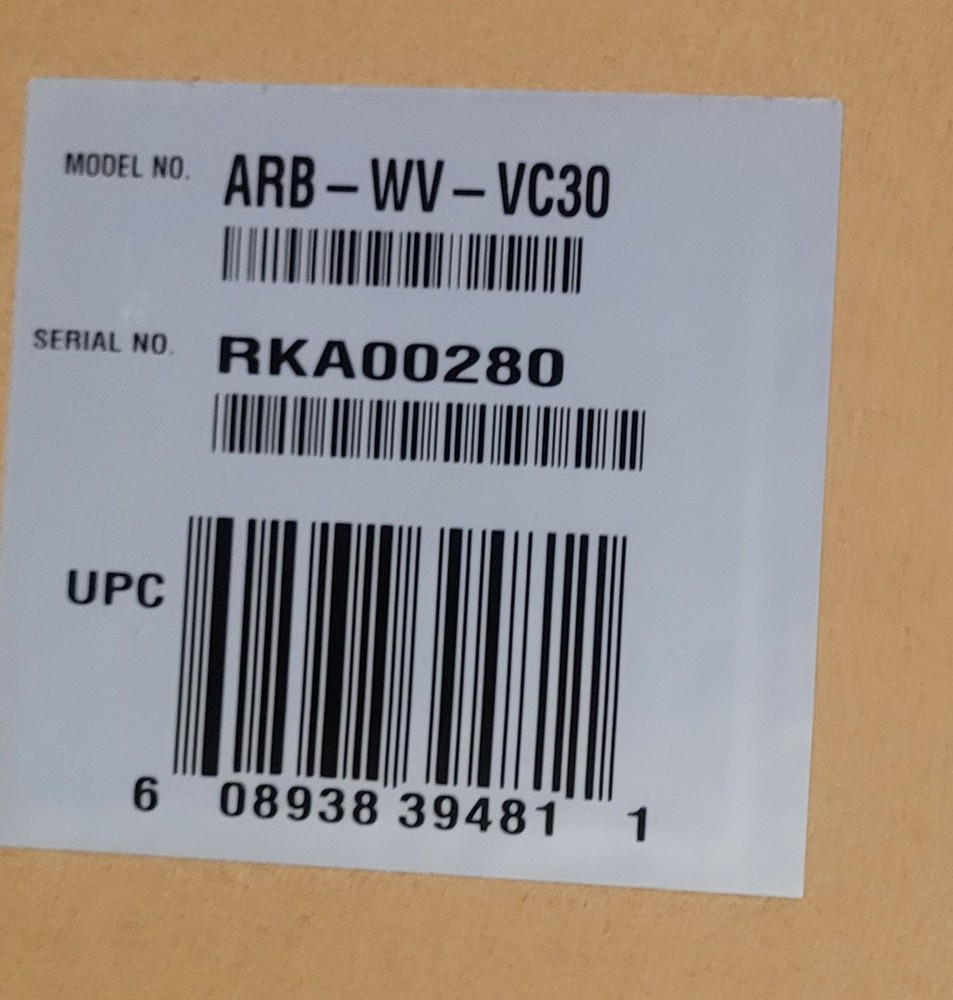 MODEL NO. ARB-WV-VC30
SERIAL NO. RKA00280
UPC
6 08938 39481 1